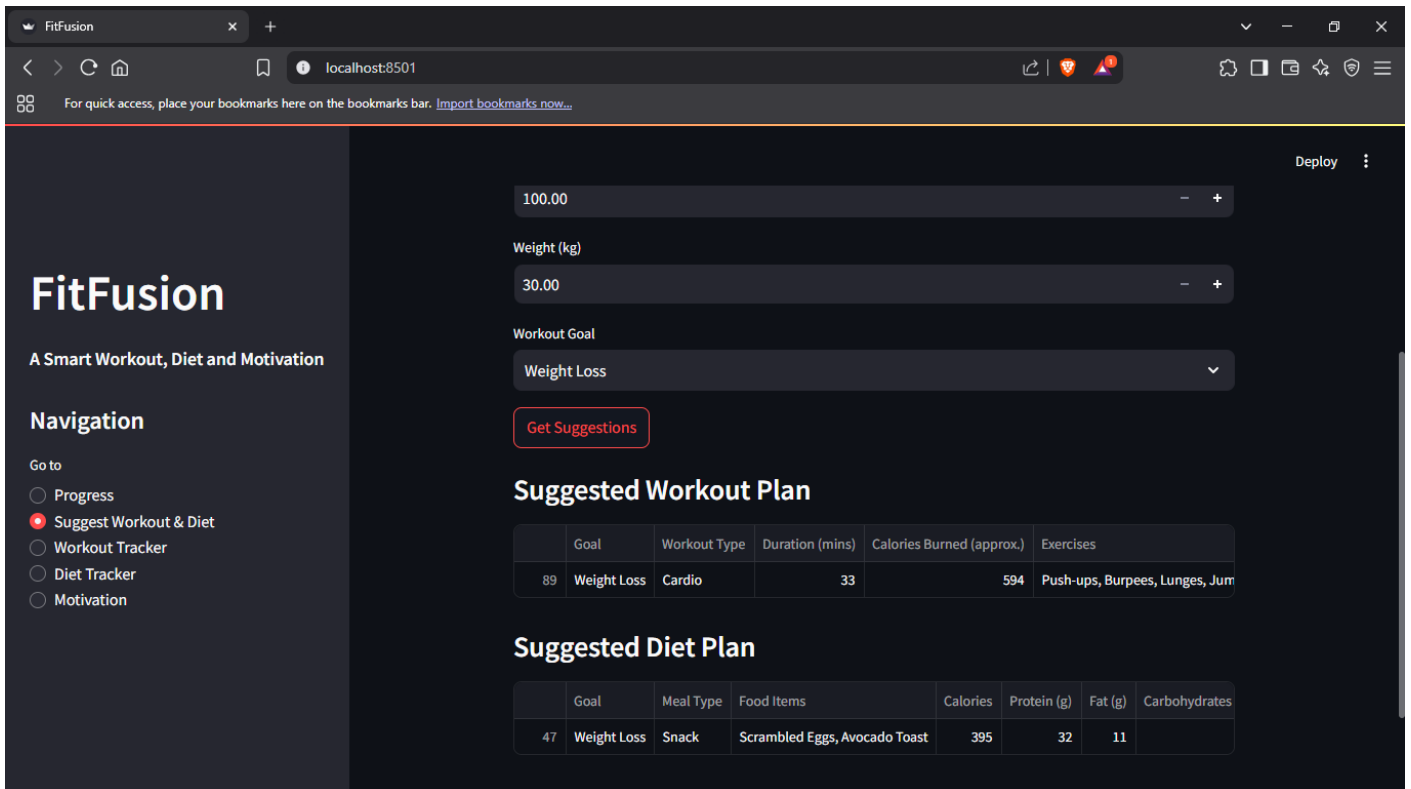 FitFusion
localhost:8501
1
For quick access, place your bookmarks here on the bookmarks bar. Import bookmarks now...
Deploy
FitFusion
A Smart Workout, Diet and Motivation
Navigation
Go to
Progress
Suggest Workout & Diet
Workout Tracker
Diet Tracker
Motivation
100.00
Weight (kg)
30.00
Workout Goal
Weight Loss
Get Suggestions
Suggested Workout Plan
Goal Workout Type Duration (mins) Calories Burned (approx.) Exercises
89 Weight Loss Cardio 33 594 Push-ups, Burpees, Lunges, Jum
Suggested Diet Plan
Goal Meal Type Food Items Calories Protein (g) Fat (g) Carbohydrates
47 Weight Loss Snack Scrambled Eggs, Avocado Toast 395 32 11